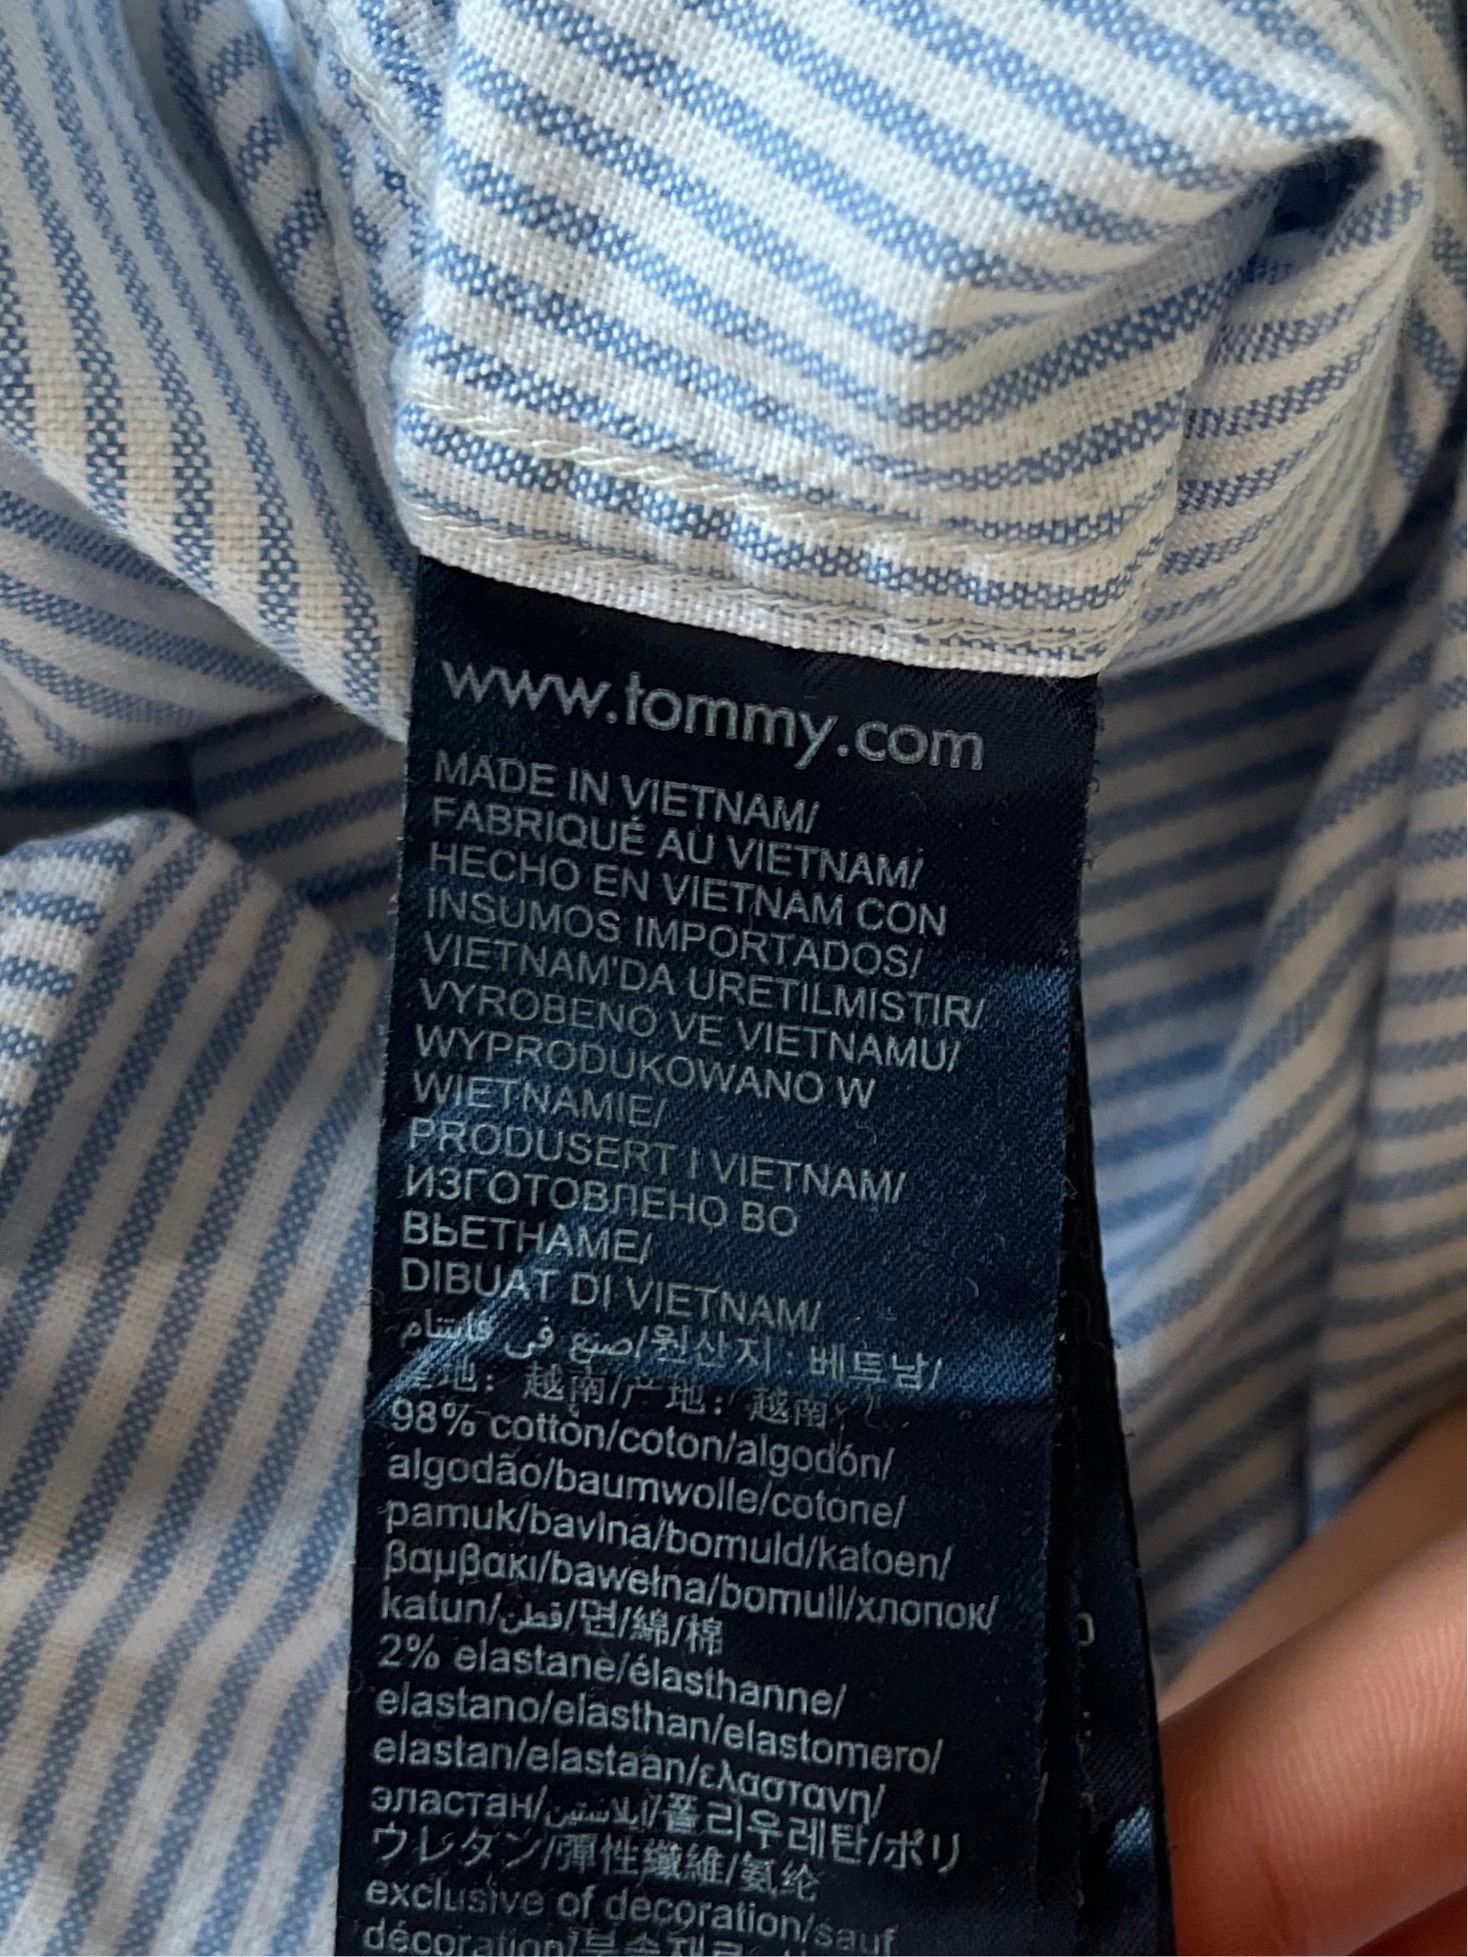 www.tommy.com
MADE IN VIETNAM/
FABRIQUÉ AU VIETNAM/
HECHO EN VIETNAM CON
INSUMOS IMPORTADOS/
VIETNAM'DA URETILMISTIR/
VYROBENO VE VIETNAMU/
WYPRODUKOWANO W
WIETNAMIE/
PRODUSERT I VIETNAM/
ИЗГОТОВЛЕНО ВО
ВЬЕТНАМЕ/
DIBUAT DI VIETNAM/
صنع في فايتنام/원산지 : 베트남/
地: 越南/产地: 越南
98% cotton/coton/algodón/
algodão/baumwolle/cotone/
pamuk/bavlna/bomuld/katoen/
βαμβακι/bawełna/bomull/хлопок/
katun/قطن/면/綿/棉
2% elastane/élasthanne/
elastano/elasthan/elastomero/
elastan/elastaan/ελαστανη/
эластан/ايلاستين/폴리우레탄/ポリ
ウレタン/彈性纖維/氨纶
exclusive of decoration/sauf
décoration/